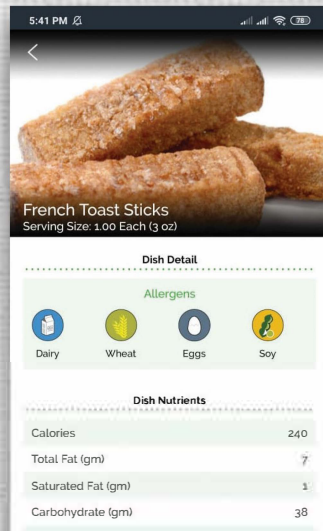 5:41 PM 78
French Toast Sticks
Serving Size: 1.00 Each (3 oz)
Dish Detail
Allergens
Dairy Wheat Eggs Soy
Dish Nutrients
Calories 240
Total Fat (gm) 7
Saturated Fat (gm) 1
Carbohydrate (gm) 38